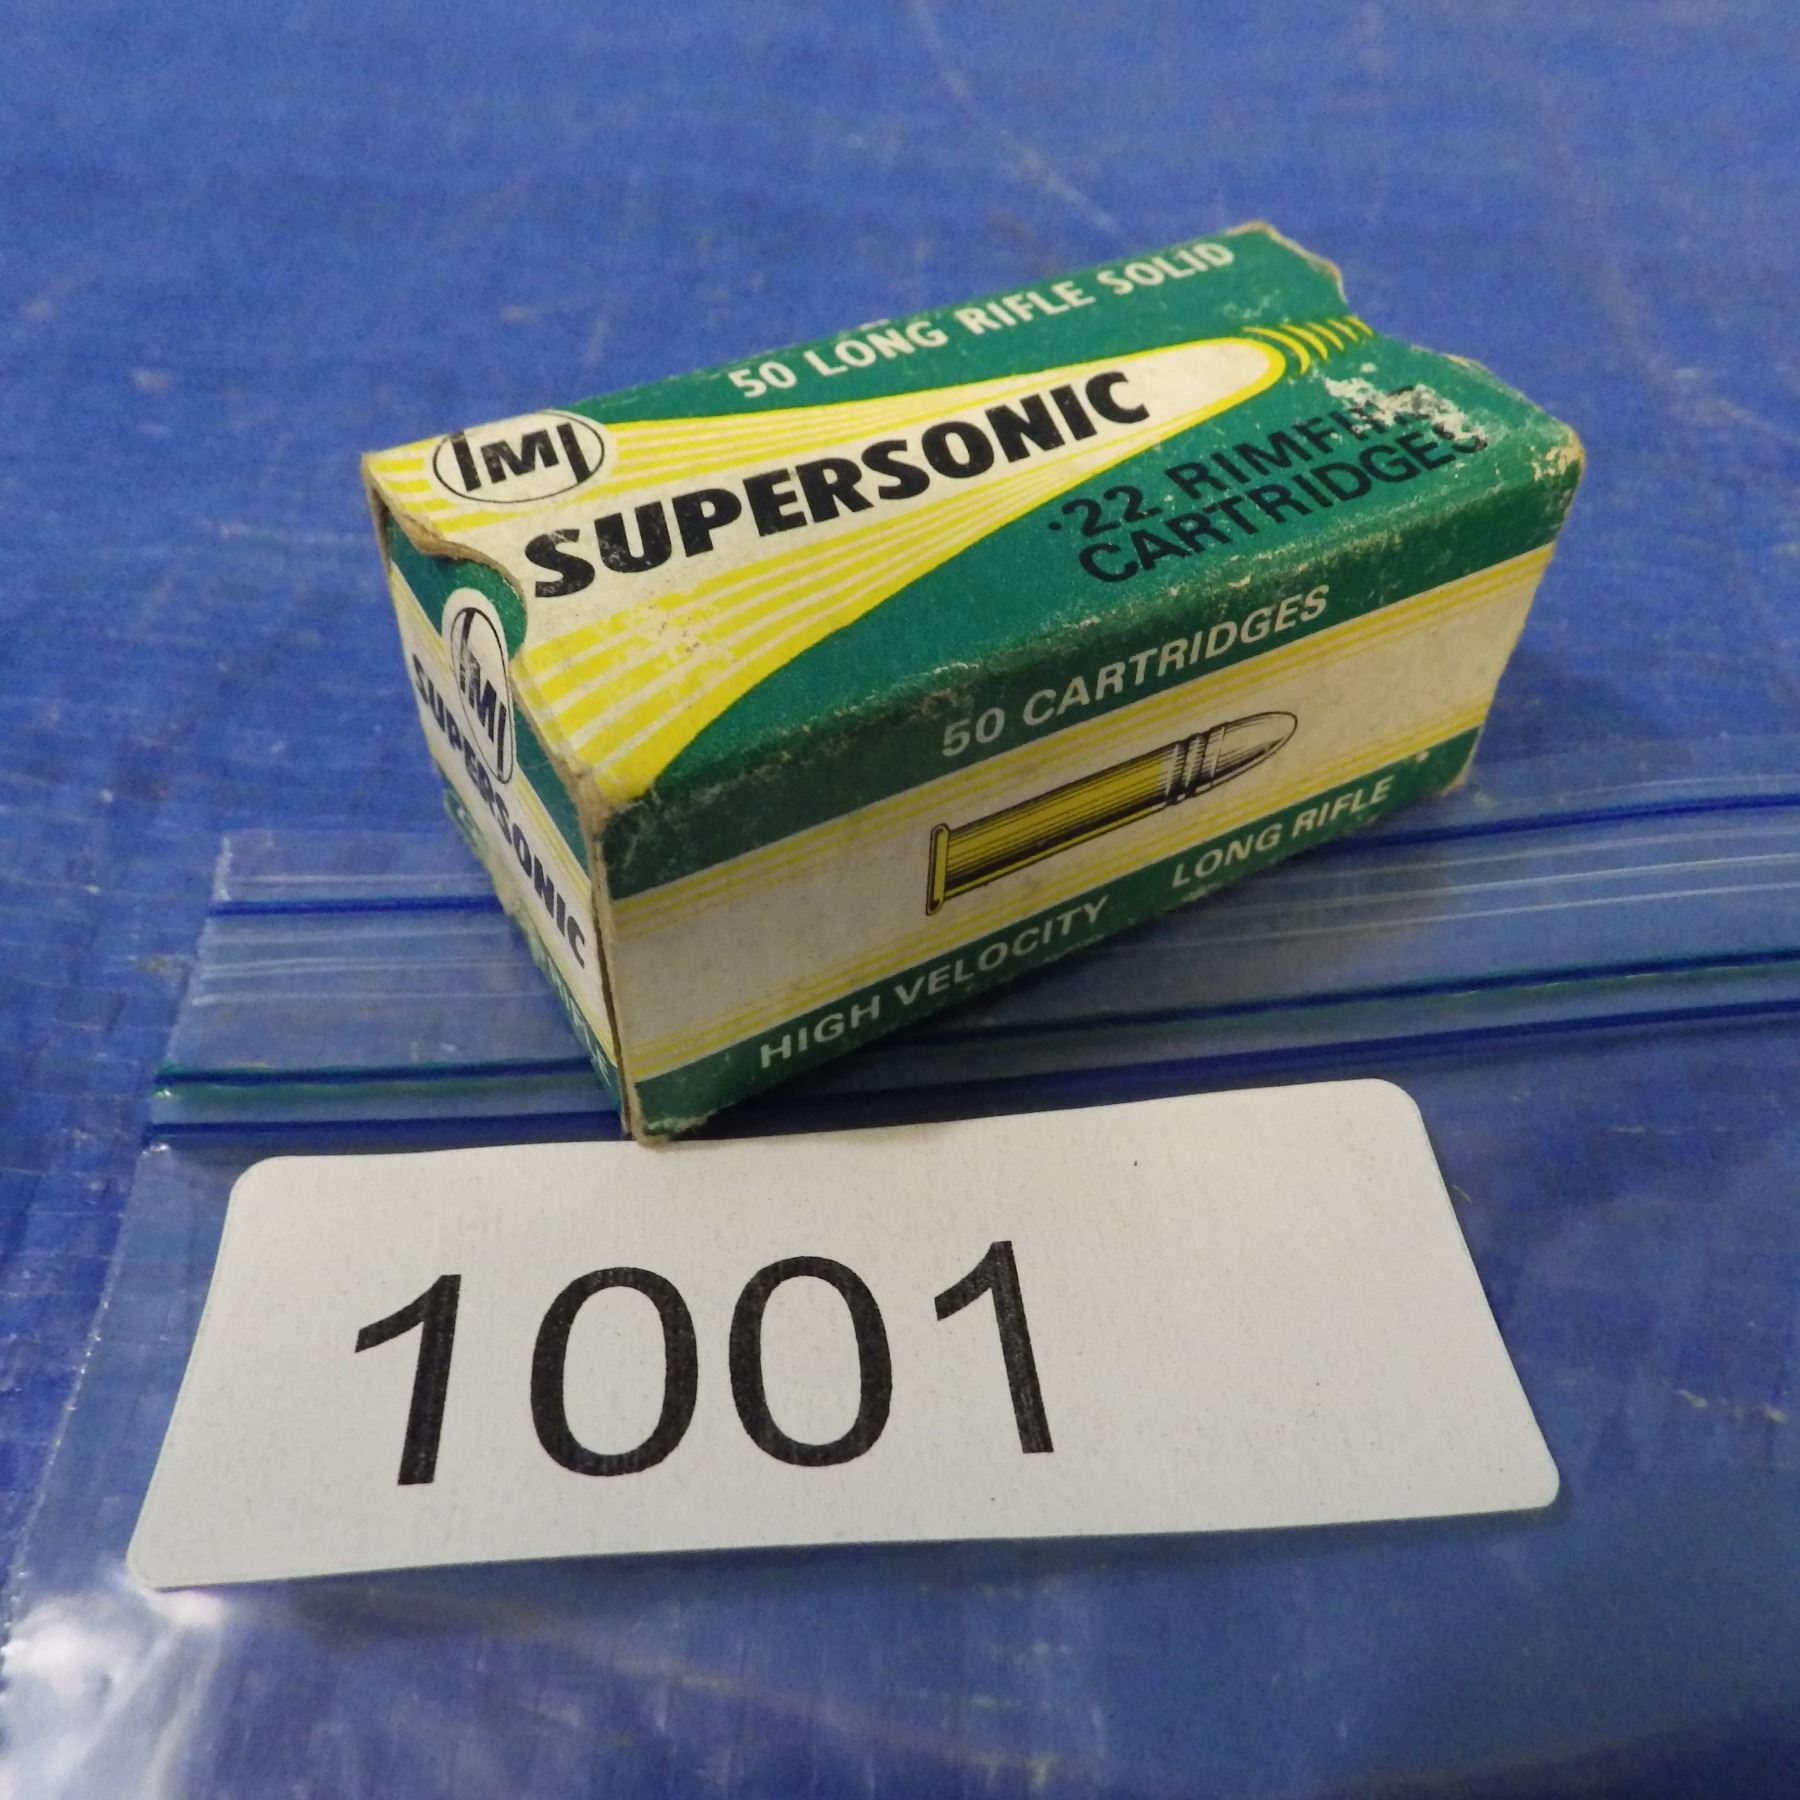 50 LONG RIFLE SOLID
IMI
SUPERSONIC
.22 RIMFIRE
CARTRIDGES
50 CARTRIDGES
HIGH VELOCITY LONG RIFLE
IMI
SUPERSONIC
1001